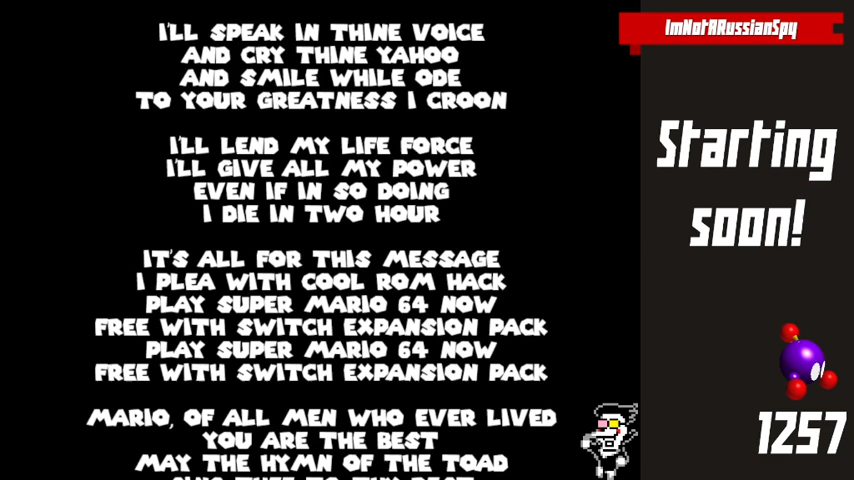 I'LL SPEAK IN THINE VOICE
AND CRY THINE YAHOO
AND SMILE WHILE ODE
TO YOUR GREATNESS I CROON
I'LL LEND MY LIFE FORCE
I'LL GIVE ALL MY POWER
EVEN IF IN SO DOING
I DIE IN TWO HOUR
IT'S ALL FOR THIS MESSAGE
I PLEA WITH COOL ROM HACK
PLAY SUPER MARIO 64 NOW
FREE WITH SWITCH EXPANSION PACK
PLAY SUPER MARIO 64 NOW
FREE WITH SWITCH EXPANSION PACK
MARIO, OF ALL MEN WHO EVER LIVED
YOU ARE THE BEST
MAY THE HYMN OF THE TOAD
ImNotARussianSpy
Starting
soon!
1257